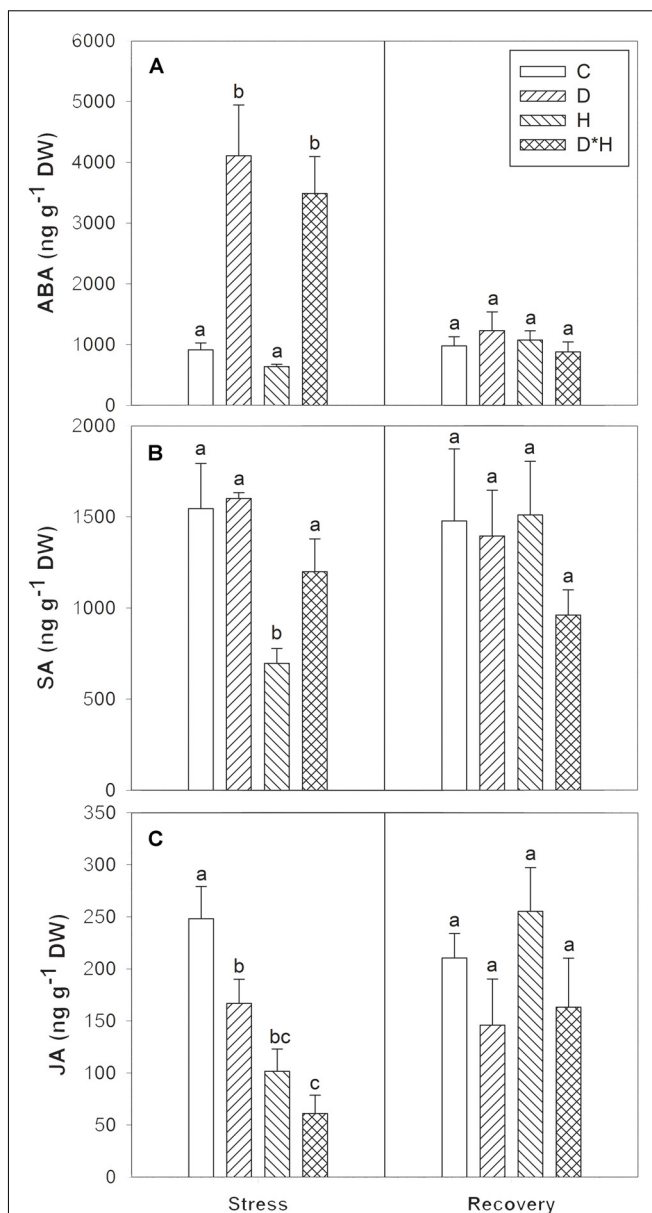 A
6000
5000
4000
3000
2000
1000
0
ABA (ng g⁻¹ DW)
a
b
a
b
a
a
a
a
C
D
H
D*H
B
2000
1500
1000
500
0
SA (ng g⁻¹ DW)
a
a
b
a
a
a
a
a
C
350
300
250
200
150
100
50
0
JA (ng g⁻¹ DW)
a
b
bc
c
a
a
a
a
Stress
Recovery